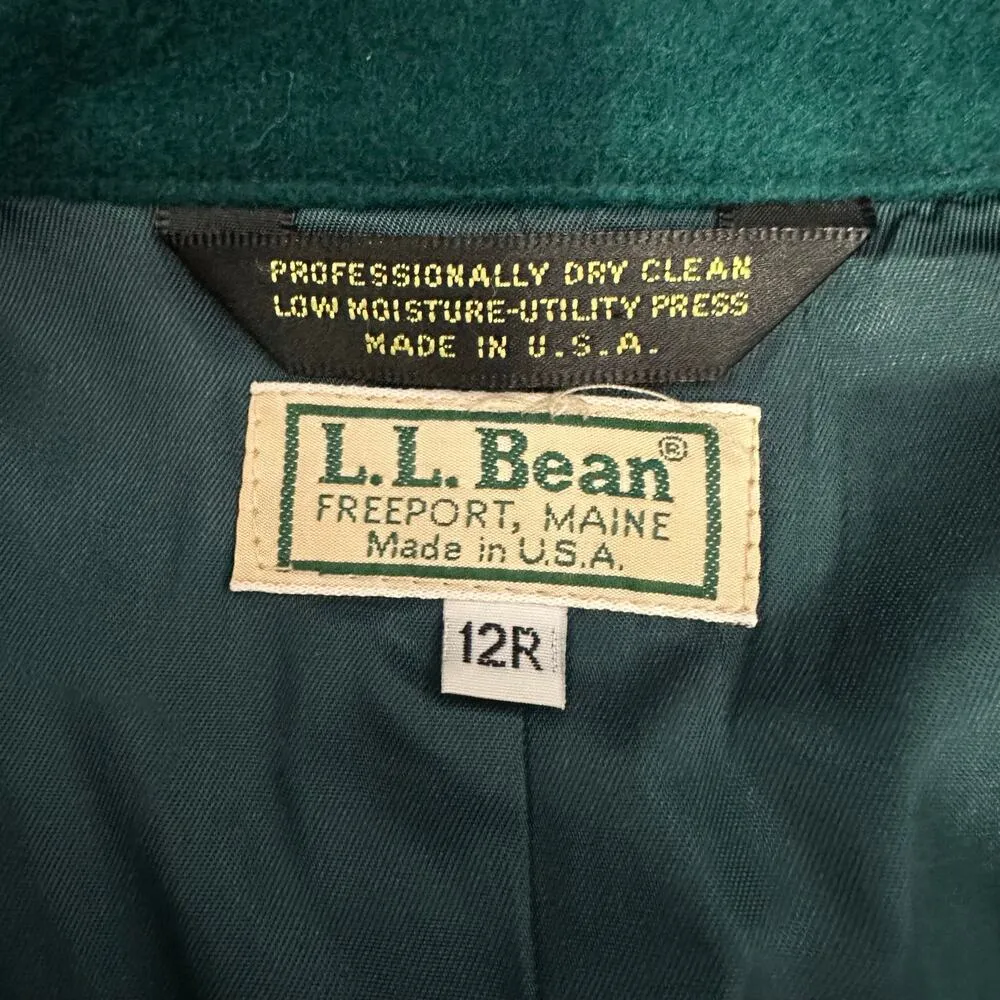 PROFESSIONALLY DRY CLEAN
LOW MOISTURE-UTILITY PRESS
MADE IN U.S.A.
L.L.Bean®
FREEPORT, MAINE
Made in U.S.A.
12R